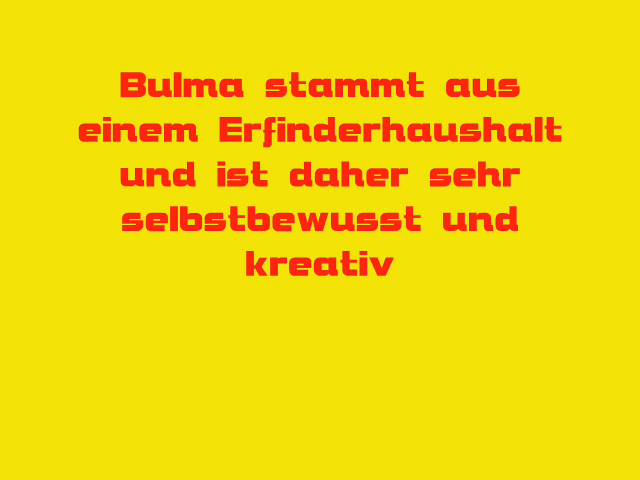 Bulma stammt aus
einem Erfinderhaushalt
und ist daher sehr
selbstbewusst und
kreativ